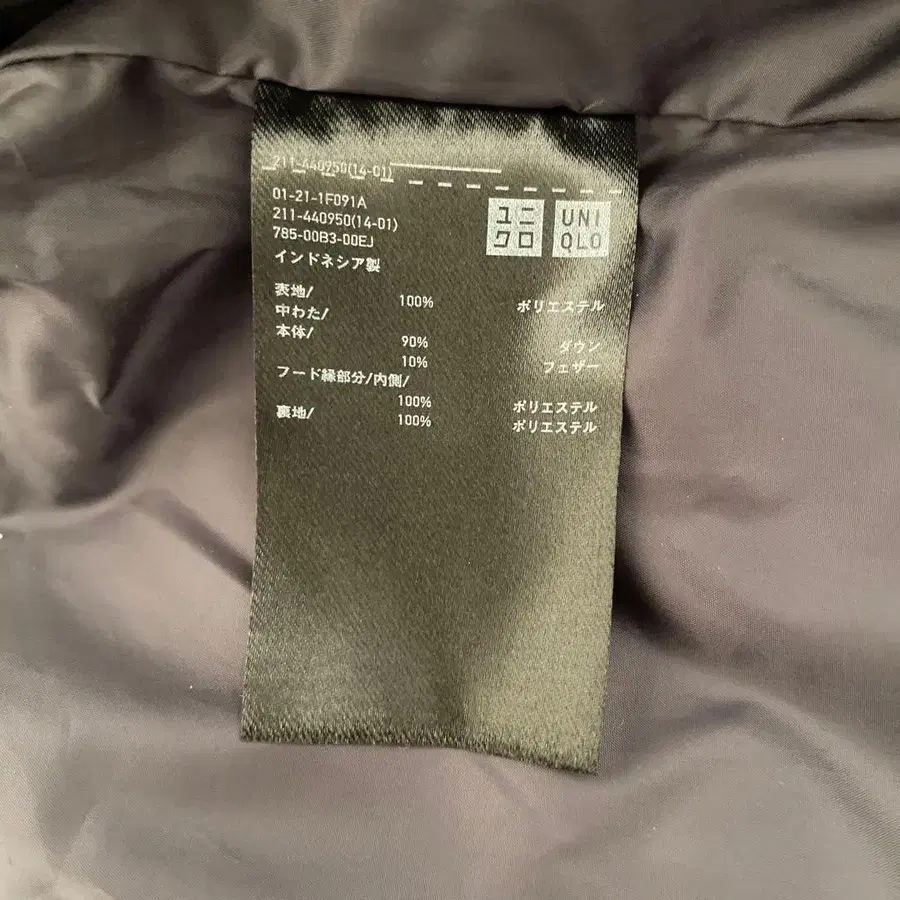 211-440950(14-01)
01-21-1F091A
211-440950(14-01)
785-00B3-00EJ
インドネシア製
ユニ
クロ
UNI
QLO
表地/ 100% ポリエステル
中わた/
本体/ 90% ダウン
10% フェザー
フード縁部分/内側/
100% ポリエステル
裏地/ 100% ポリエステル